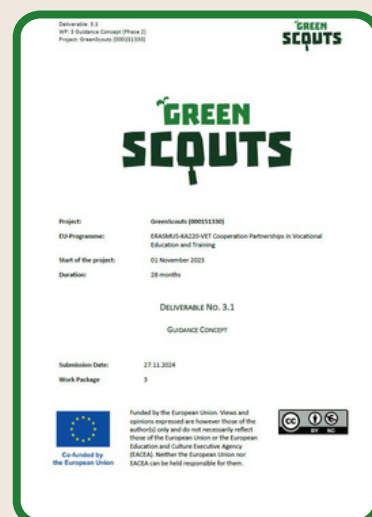 Deliverable: 3.1
WP: 3 Guidance Concept (Phase 2)
Project: GreenScouts (000151330)
GREEN
SCOUTS
GREEN
SCOUTS
Project: GreenScouts (000151330)
EU-Programme: ERASMUS-KA220-VET Cooperation Partnerships in Vocational
Education and Training
Start of the project: 01 November 2023
Duration: 28 months
DELIVERABLE NO. 3.1
GUIDANCE CONCEPT
Submission Date: 27.11.2024
Work Package 3
Co-funded by
the European Union
Funded by the European Union. Views and
opinions expressed are however those of the
author(s) only and do not necessarily reflect
those of the European Union or the European
Education and Culture Executive Agency
(EACEA). Neither the European Union nor
EACEA can be held responsible for them.
cc
BY NC